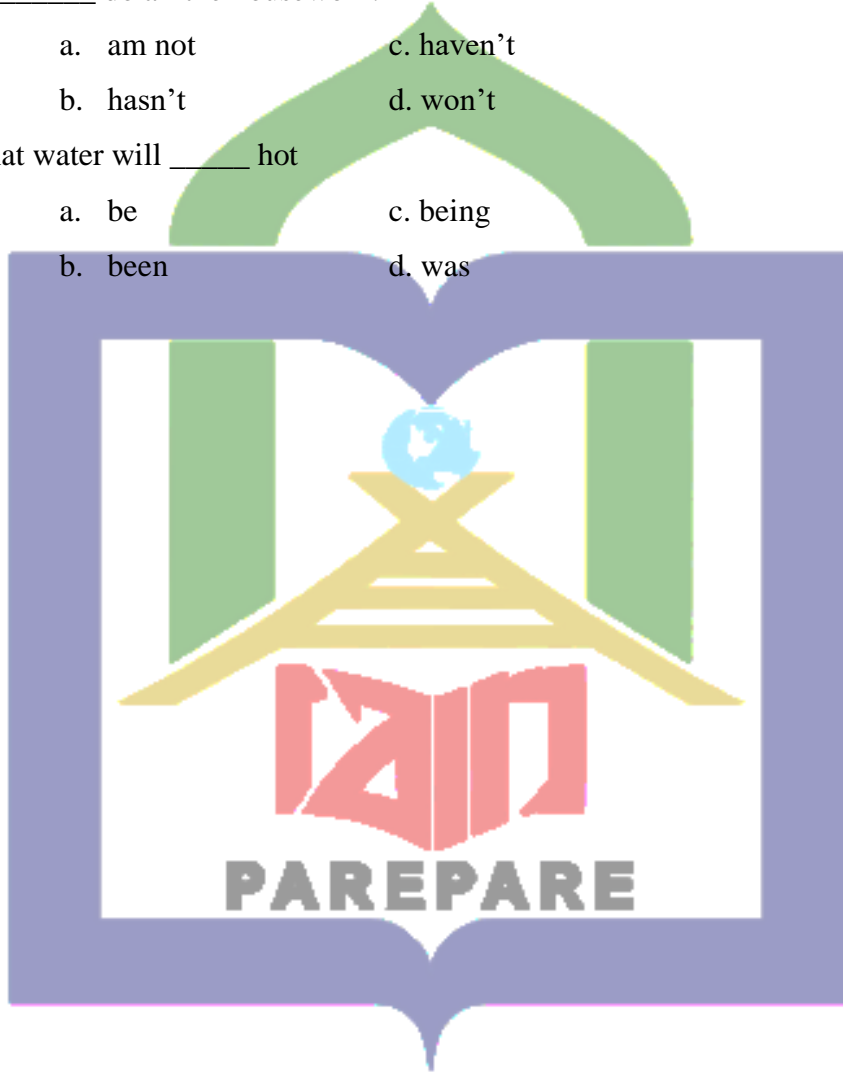 a. am not c. haven’t
b. hasn’t d. won’t
at water will _____ hot
a. be c. being
b. been d. was
PAREPARE